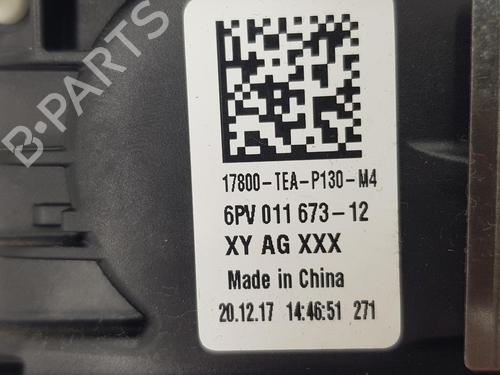 B-PARTS
17800-TEA-P130-M4
6PV 011 673-12
XY AG XXX
Made in China
20.12.17 14:46:51 271